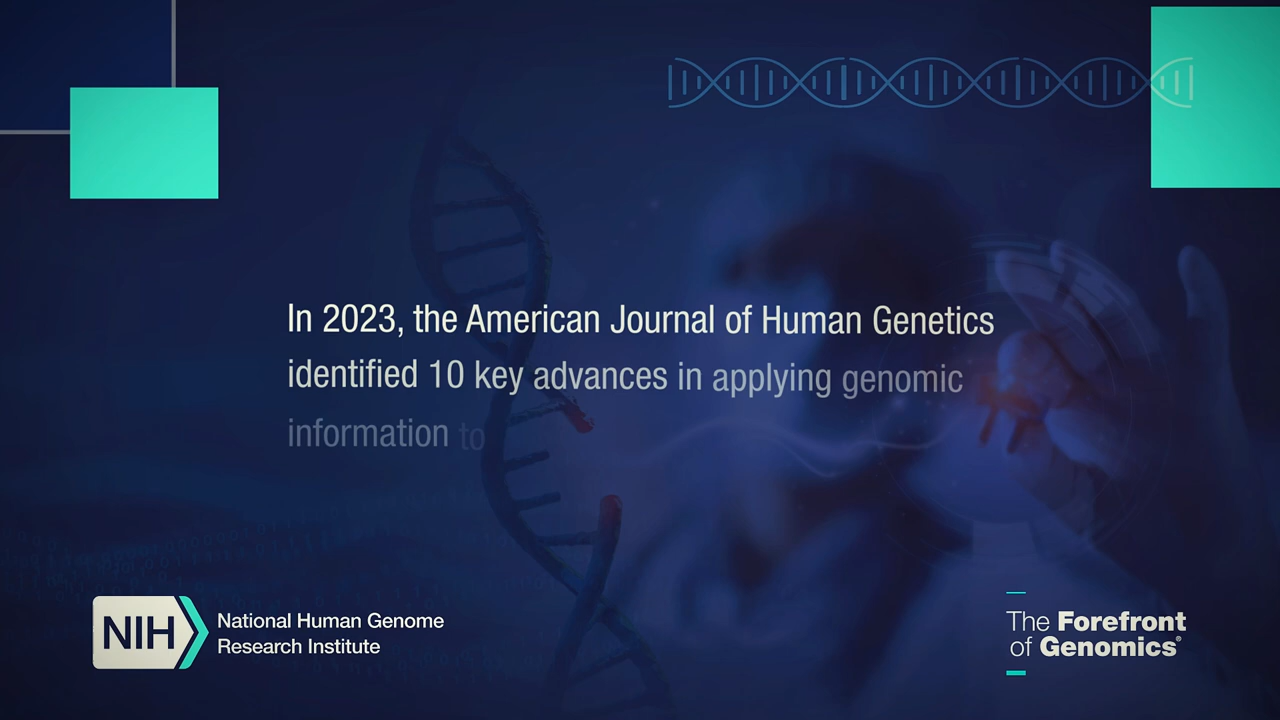 In 2023, the American Journal of Human Genetics
identified 10 key advances in applying genomic
information to
NIH
National Human Genome
Research Institute
The Forefront
of Genomics®